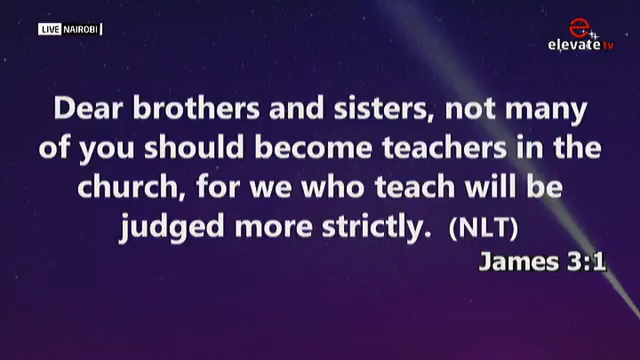 LIVE NAIROBI
elevate tv
Dear brothers and sisters, not many
of you should become teachers in the
church, for we who teach will be
judged more strictly. (NLT)
James 3:1